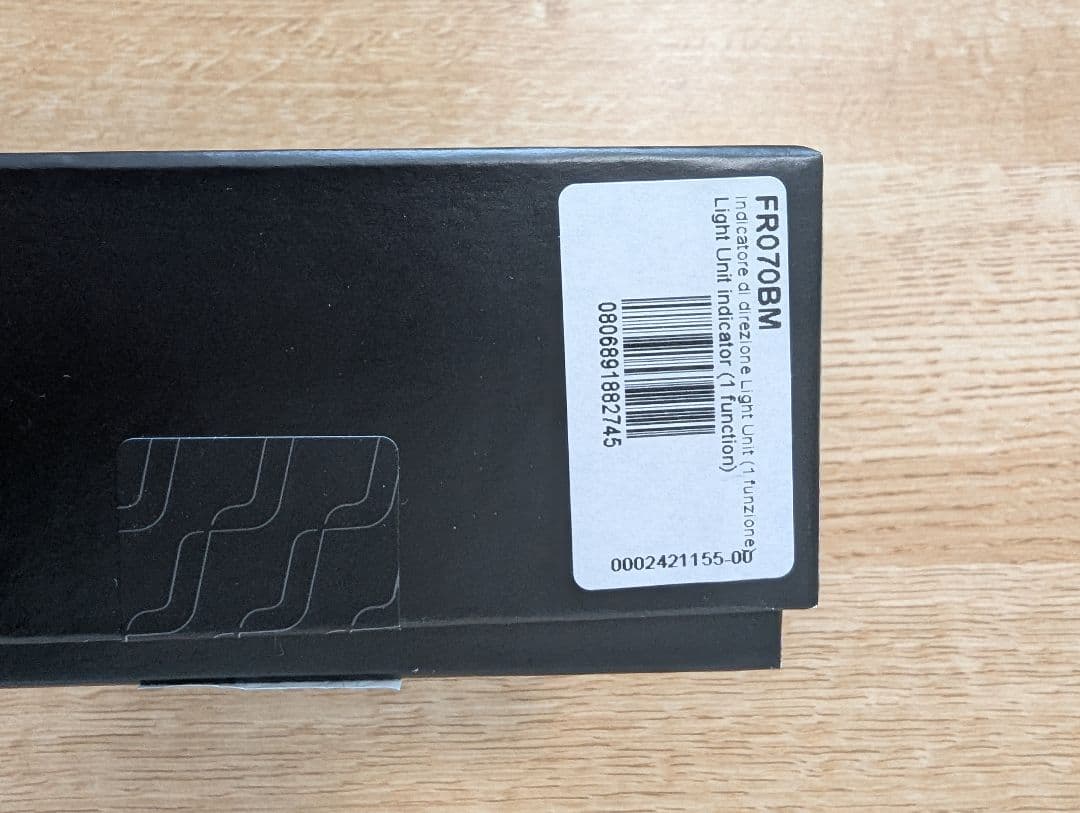 FR070BM
Indicatore di direzione Light Unit (1 funzione)
Light Unit indicator (1 function)
0806891882745
0002421155-00